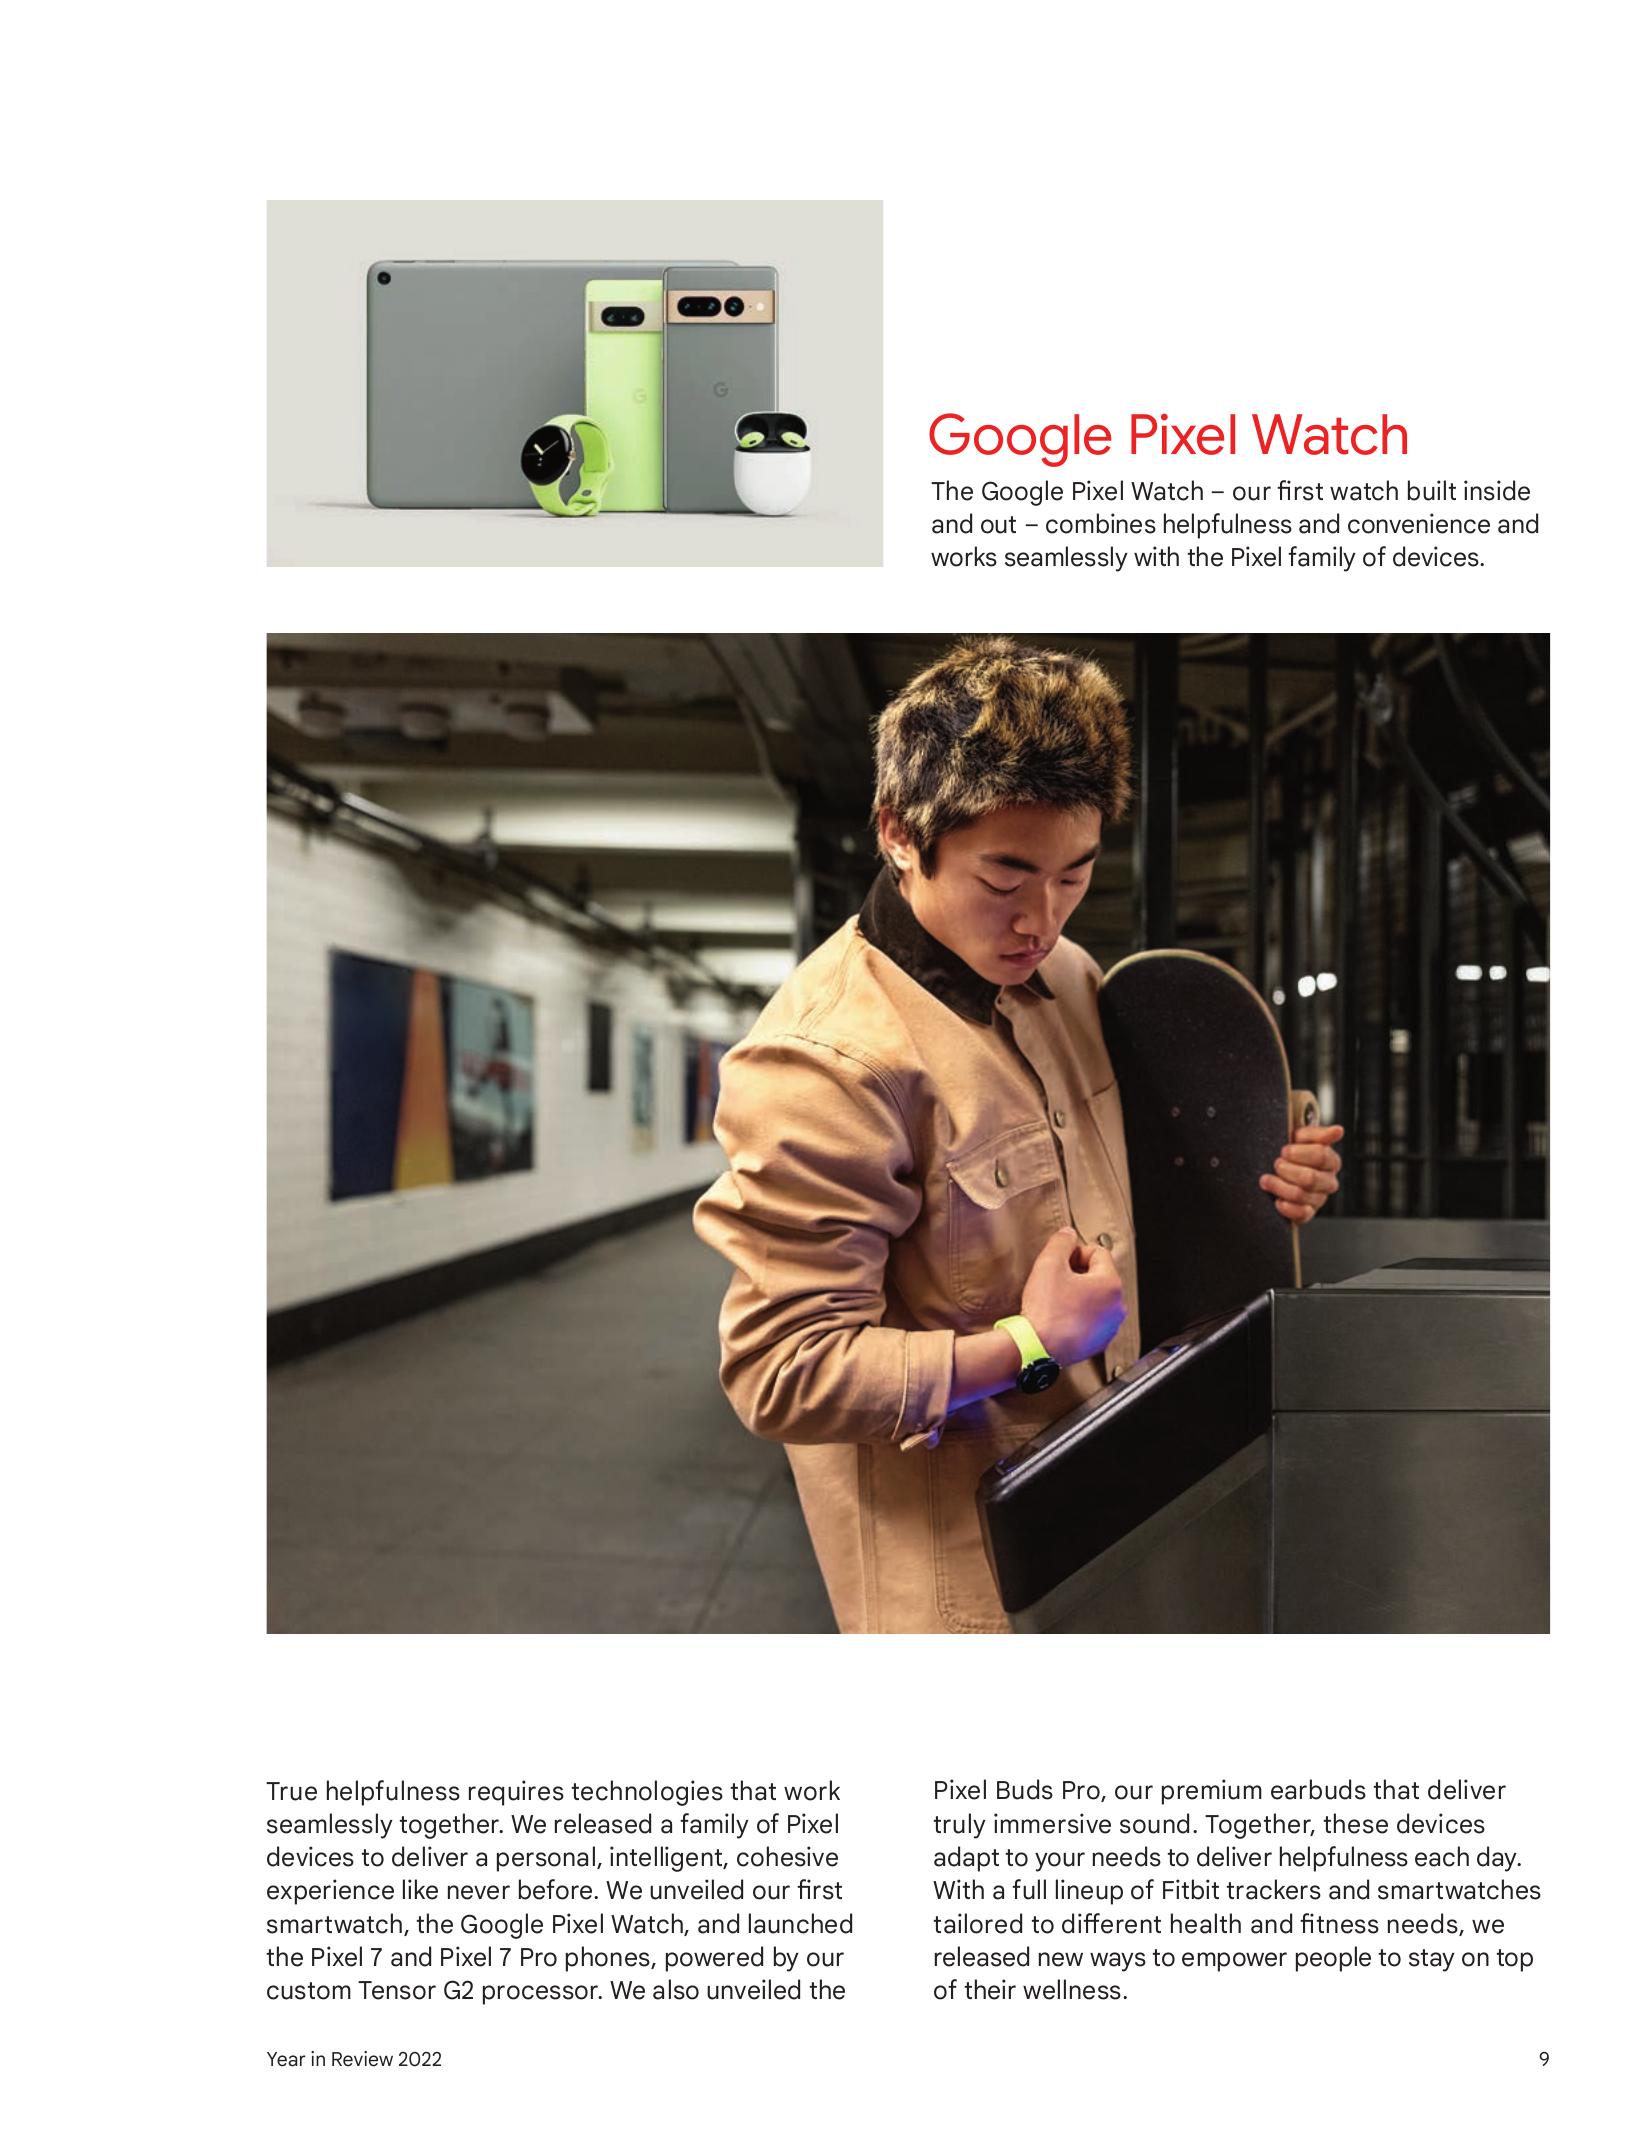 Google Pixel Watch
The Google Pixel Watch – our first watch built inside
and out – combines helpfulness and convenience and
works seamlessly with the Pixel family of devices.
True helpfulness requires technologies that work
seamlessly together. We released a family of Pixel
devices to deliver a personal, intelligent, cohesive
experience like never before. We unveiled our first
smartwatch, the Google Pixel Watch, and launched
the Pixel 7 and Pixel 7 Pro phones, powered by our
custom Tensor G2 processor. We also unveiled the
Pixel Buds Pro, our premium earbuds that deliver
truly immersive sound. Together, these devices
adapt to your needs to deliver helpfulness each day.
With a full lineup of Fitbit trackers and smartwatches
tailored to different health and fitness needs, we
released new ways to empower people to stay on top
of their wellness.
Year in Review 2022
9